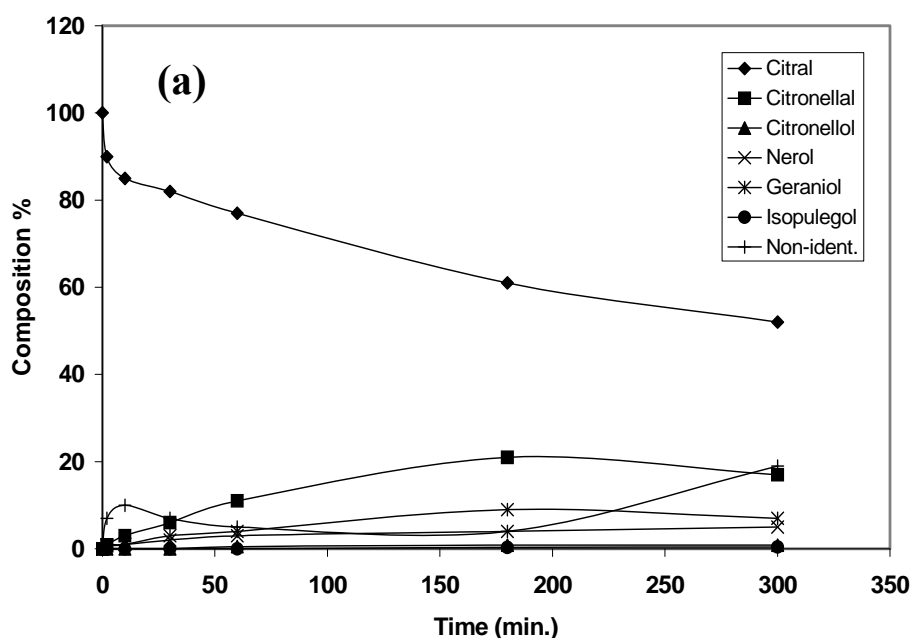 120
100
80
60
40
20
0
Composition %
(a)
Citral
Citronellal
Citronellol
Nerol
Geraniol
Isopulegol
Non-ident.
0 50 100 150 200 250 300 350
Time (min.)